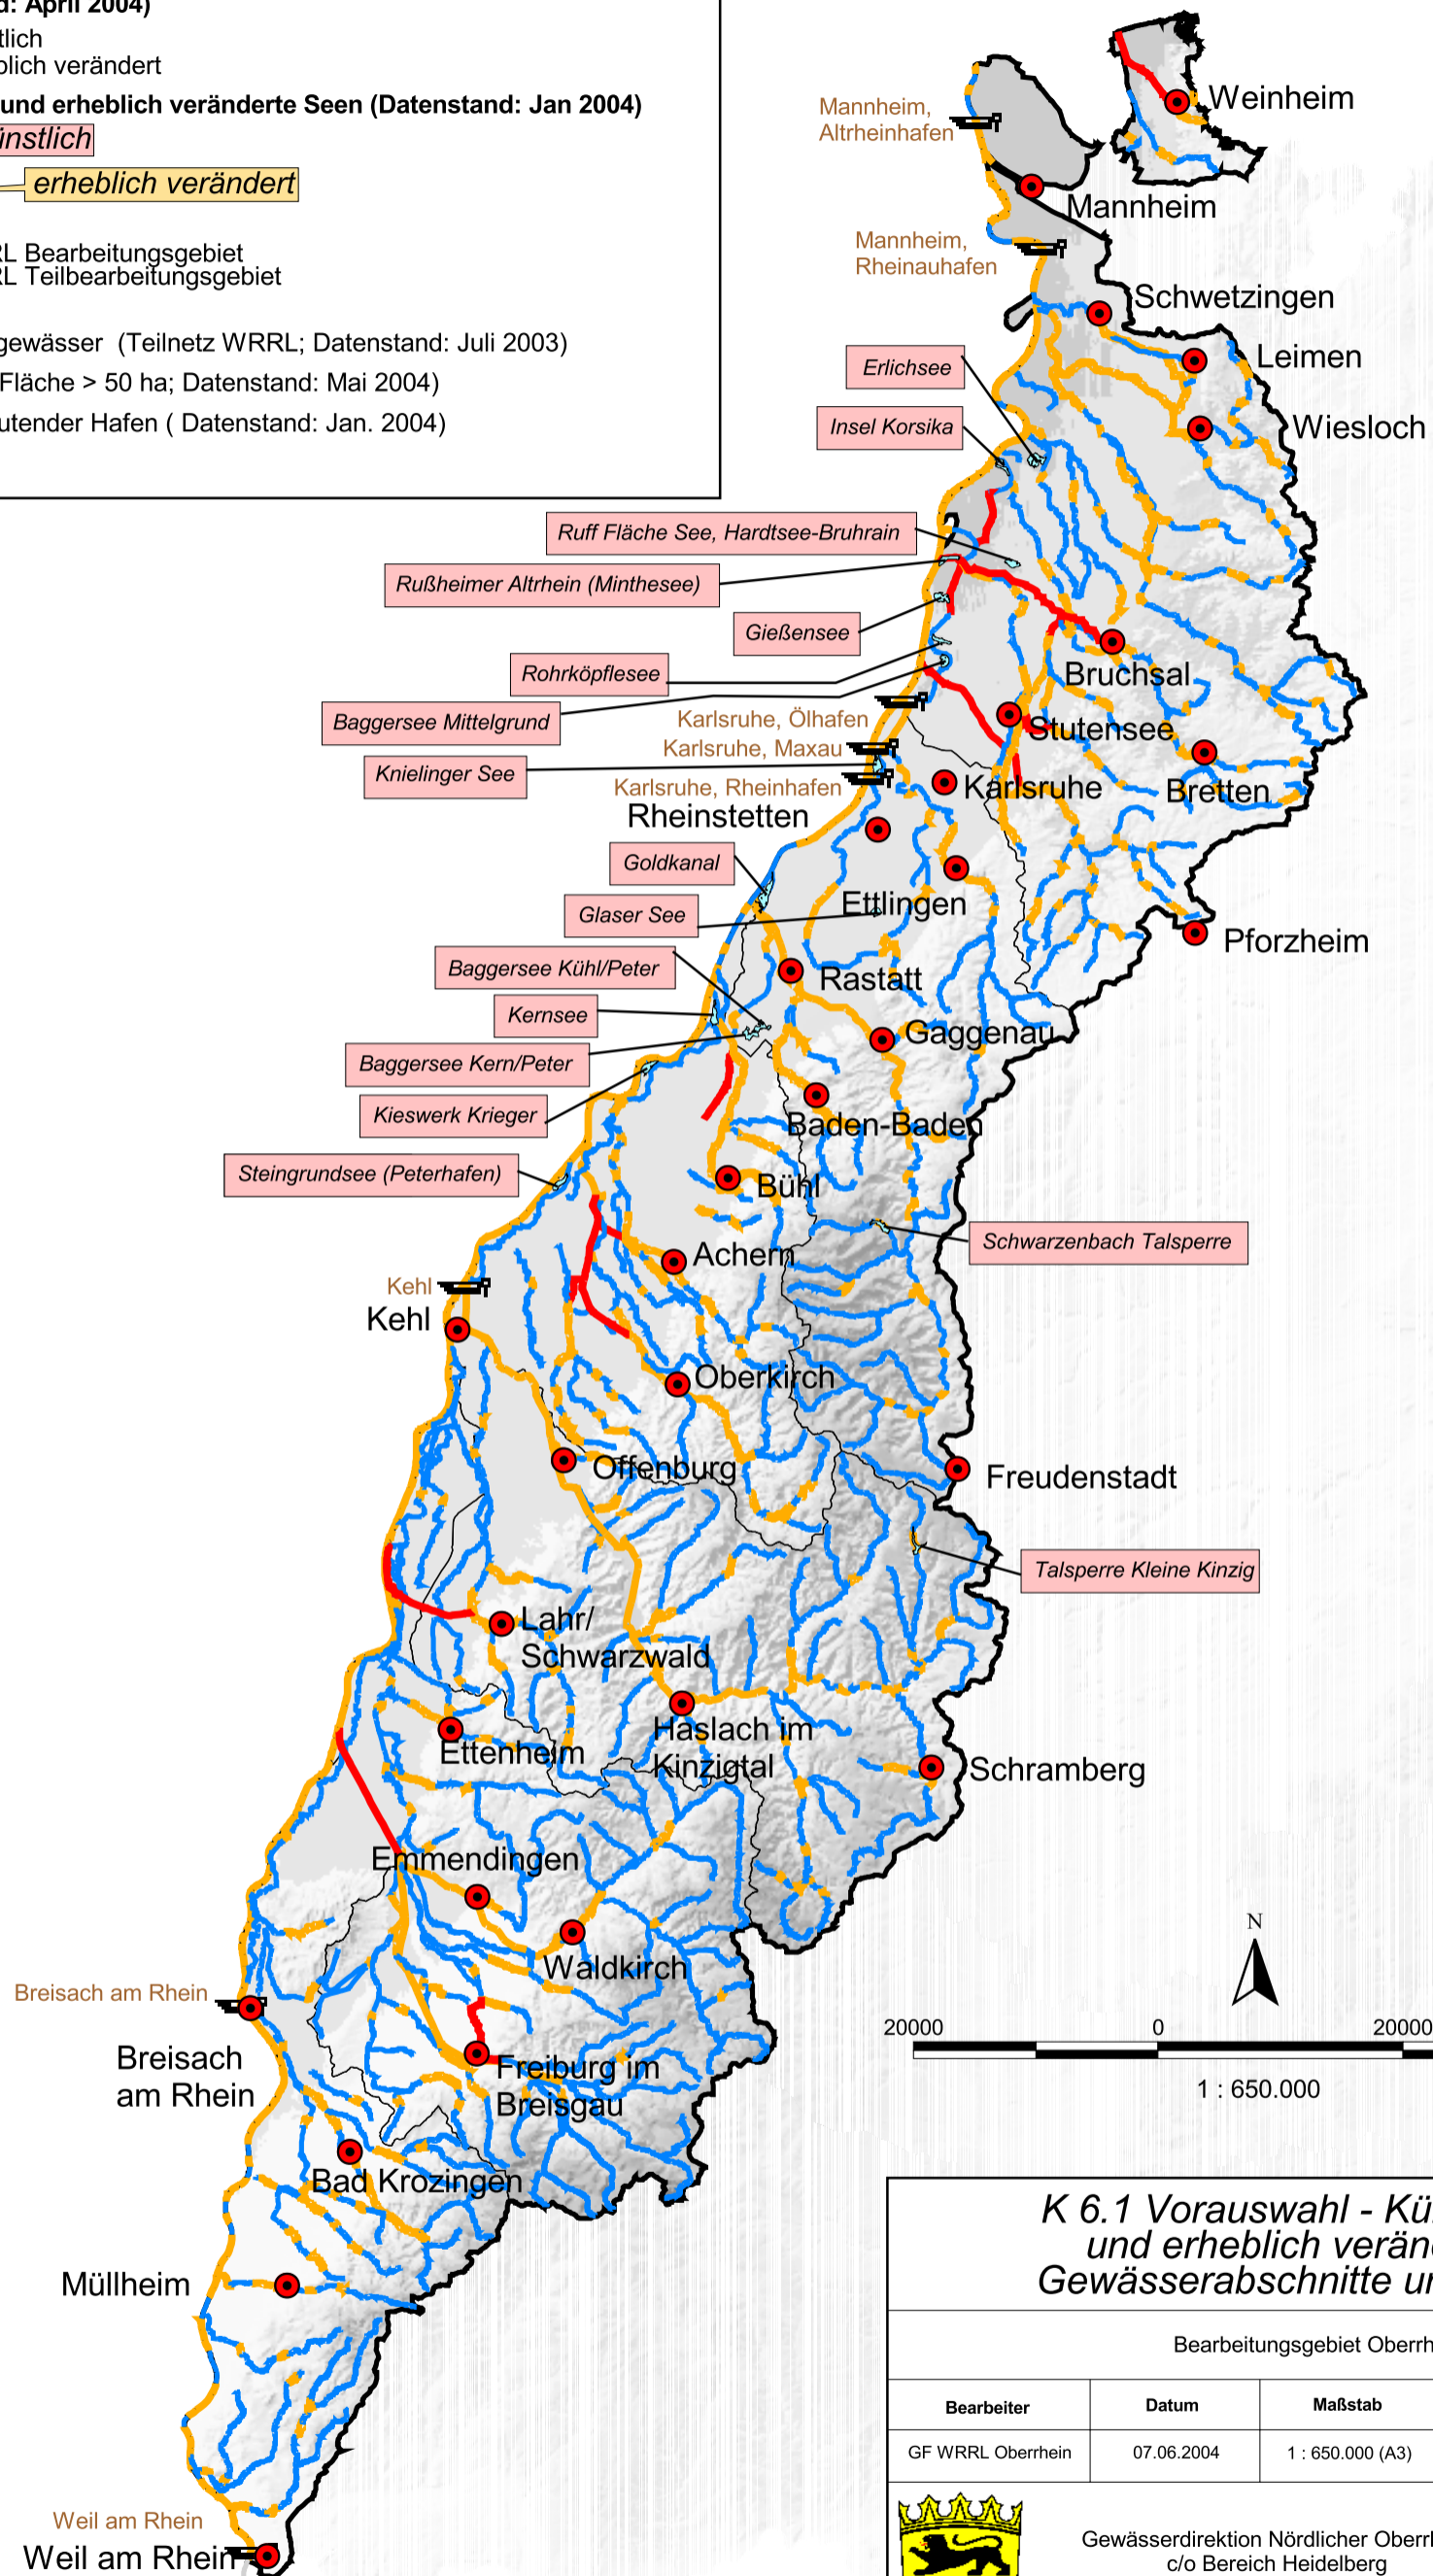 d: April 2004)
tlich
blich verändert
und erheblich veränderte Seen (Datenstand: Jan 2004)
instlich
erheblich verändert
RL Bearbeitungsgebiet
RL Teilbearbeitungsgebiet
gewässer (Teilnetz WRRL; Datenstand: Juli 2003)
Fläche > 50 ha; Datenstand: Mai 2004)
utender Hafen ( Datenstand: Jan. 2004)
Weinheim
Mannheim,
Altrheinhafen
Mannheim
Mannheim,
Rheinauhafen
Schwetzingen
Leimen
Erlichsee
Insel Korsika
Wiesloch
Ruff Fläche See, Hardtsee-Bruhrain
Rußheimer Altrhein (Minthesee)
Gießensee
Rohrköpflesee
Bruchsal
Baggersee Mittelgrund
Karlsruhe, Ölhafen
Stutensee
Karlsruhe, Maxau
Knielinger See
Karlsruhe, Rheinhafen
Karlsruhe
Bretten
Rheinstetten
Goldkanal
Ettlingen
Glaser See
Pforzheim
Baggersee Kühl/Peter
Rastatt
Kernsee
Gaggenau
Baggersee Kern/Peter
Kieswerk Krieger
Baden-Baden
Steingrundsee (Peterhafen)
Bühl
Schwarzenbach Talsperre
Achern
Kehl
Kehl
Oberkirch
Offenburg
Freudenstadt
Talsperre Kleine Kinzig
Lahr/
Schwarzwald
Haslach im
Kinzigtal
Ettenheim
Schramberg
Emmendingen
Waldkirch
N
Breisach am Rhein
20000 0 20000
Breisach
am Rhein
1 : 650.000
Freiburg im
Breisgau
Bad Krozingen
K 6.1 Vorauswahl - Kü
und erheblich verän
Gewässerabschnitte u
Müllheim
Bearbeitungsgebiet Oberrh
Bearbeiter Datum Maßstab
GF WRRL Oberrhein 07.06.2004 1 : 650.000 (A3)
Weil am Rhein
Weil am Rhein
Gewässerdirektion Nördlicher Oberrh
c/o Bereich Heidelberg